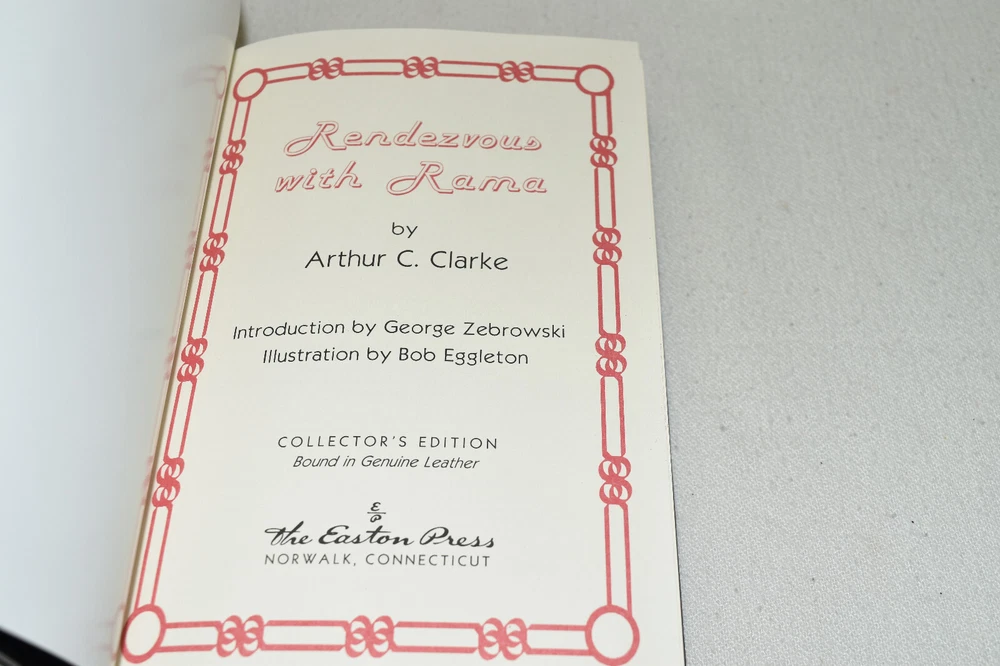 Rendezvous
with Rama
by
Arthur C. Clarke
Introduction by George Zebrowski
Illustration by Bob Eggleton
COLLECTOR'S EDITION
Bound in Genuine Leather
E
P
the Easton Press
NORWALK, CONNECTICUT